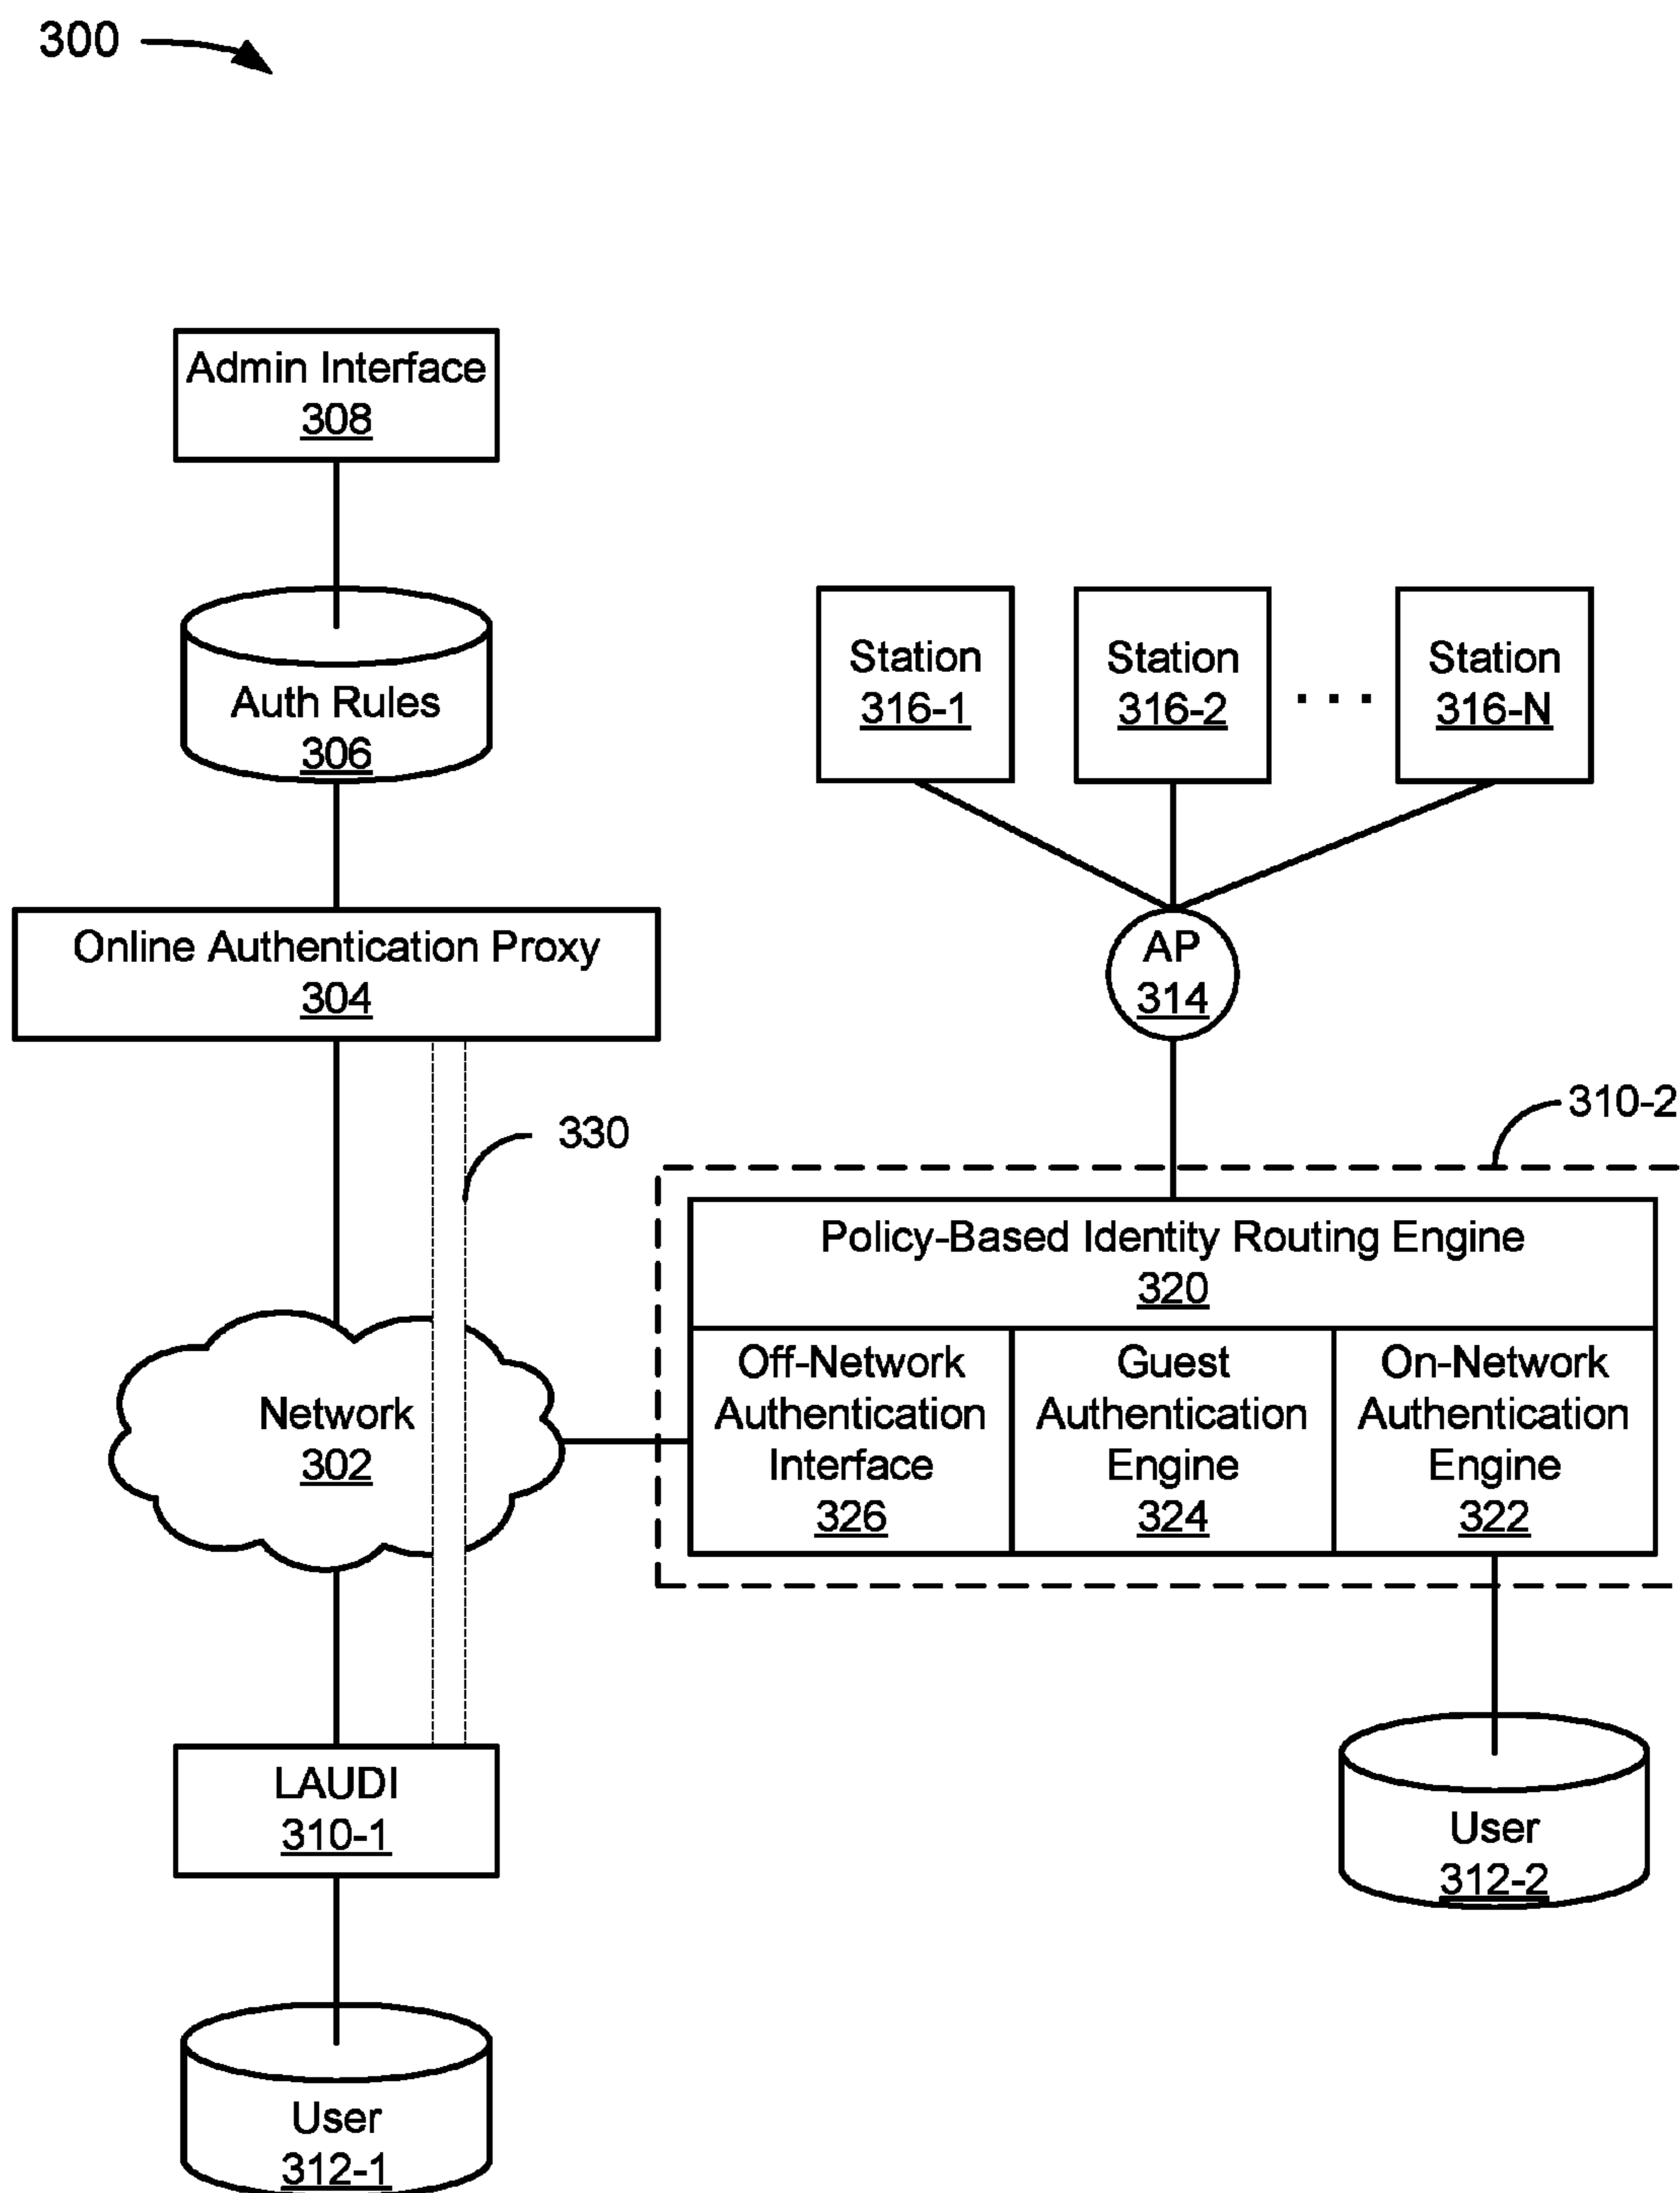 300
Admin Interface
308
Auth Rules
306
Online Authentication Proxy
304
330
Network
302
LAUDI
310-1
User
312-1
Station
316-1
Station
316-2
. . .
Station
316-N
AP
314
310-2
Policy-Based Identity Routing Engine
320
Off-Network
Authentication
Interface
326
Guest
Authentication
Engine
324
On-Network
Authentication
Engine
322
User
312-2